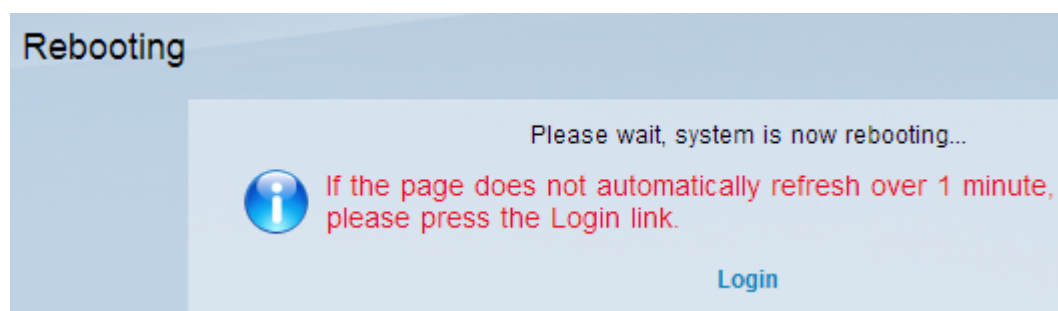 Rebooting
Please wait, system is now rebooting...
If the page does not automatically refresh over 1 minute,
please press the Login link.
Login